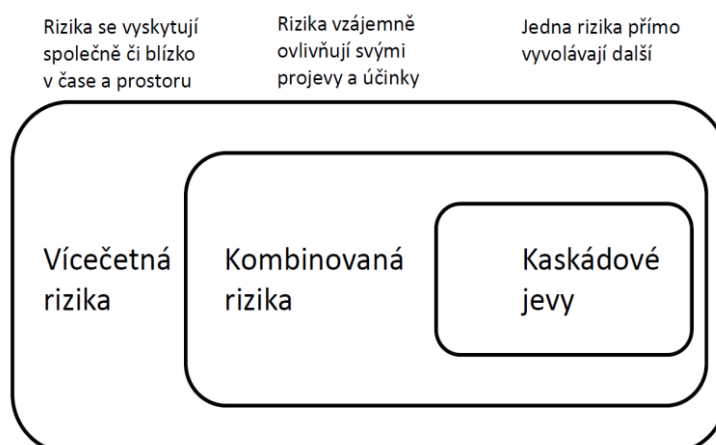 Rizika se vyskytují
společně či blízko
v čase a prostoru
Rizika vzájemně
ovlivňují svými
projevy a účinky
Jedna rizika přímo
vyvolávají další
Vícečetná
rizika
Kombinovaná
rizika
Kaskádové
jevy